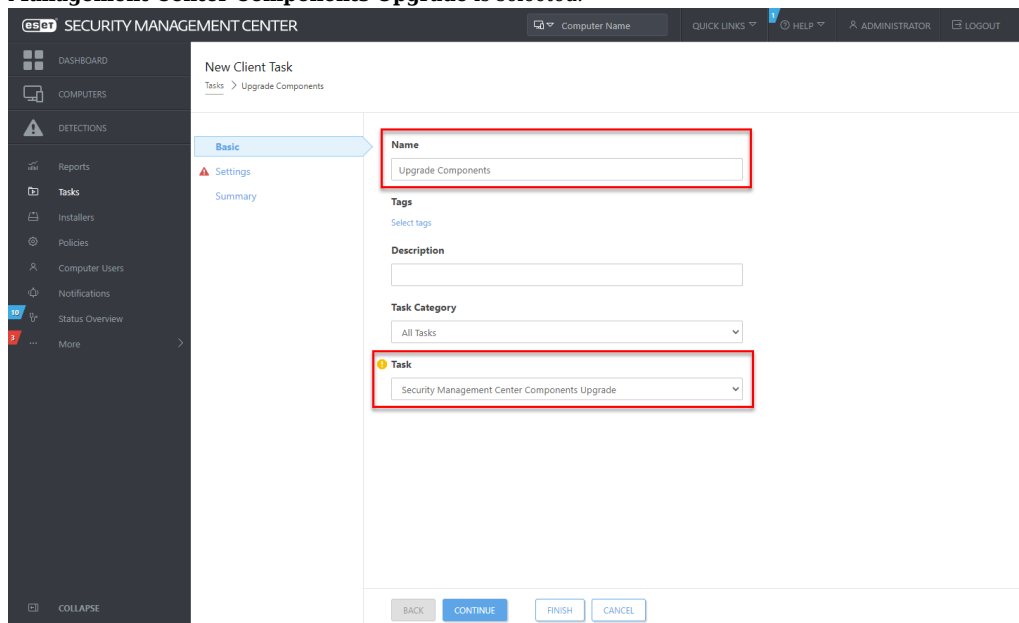 Management Center Components Upgrade is selected.
eset SECURITY MANAGEMENT CENTER
Computer Name
QUICK LINKS
1
HELP
ADMINISTRATOR
LOGOUT
DASHBOARD
COMPUTERS
DETECTIONS
Reports
Tasks
Installers
Policies
Computer Users
Notifications
10
Status Overview
3
More
COLLAPSE
New Client Task
Tasks > Upgrade Components
Basic
Settings
Summary
Name
Upgrade Components
Tags
Select tags
Description
Task Category
All Tasks
Task
Security Management Center Components Upgrade
BACK
CONTINUE
FINISH
CANCEL